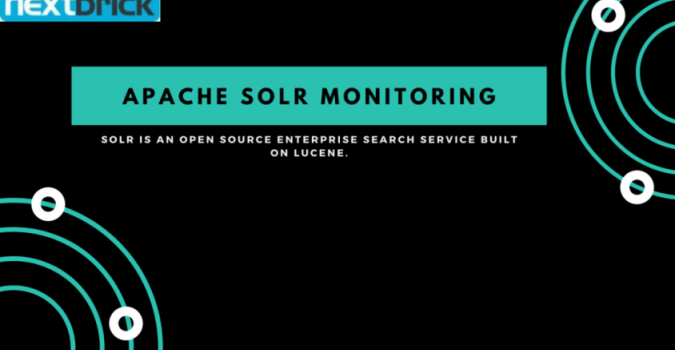 nextbrick
APACHE SOLR MONITORING
SOLR IS AN OPEN SOURCE ENTERPRISE SEARCH SERVICE BUILT
ON LUCENE.